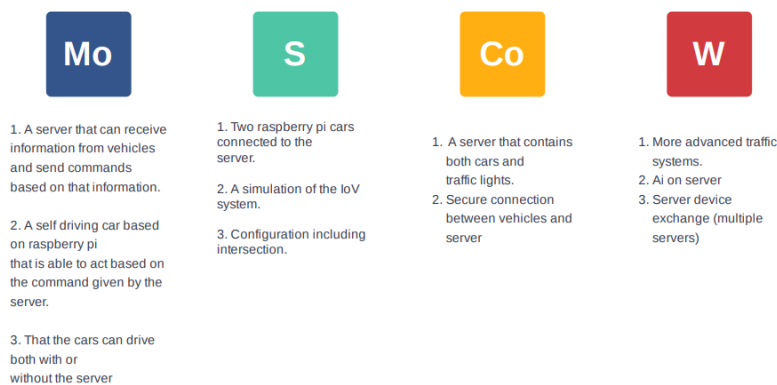 Mo
1. A server that can receive
information from vehicles
and send commands
based on that information.
2. A self driving car based
on raspberry pi
that is able to act based on
the command given by the
server.
3. That the cars can drive
both with or
without the server
S
1. Two raspberry pi cars
connected to the
server.
2. A simulation of the IoV
system.
3. Configuration including
intersection.
Co
1. A server that contains
both cars and
traffic lights.
2. Secure connection
between vehicles and
server
W
1. More advanced traffic
systems.
2. Ai on server
3. Server device
exchange (multiple
servers)